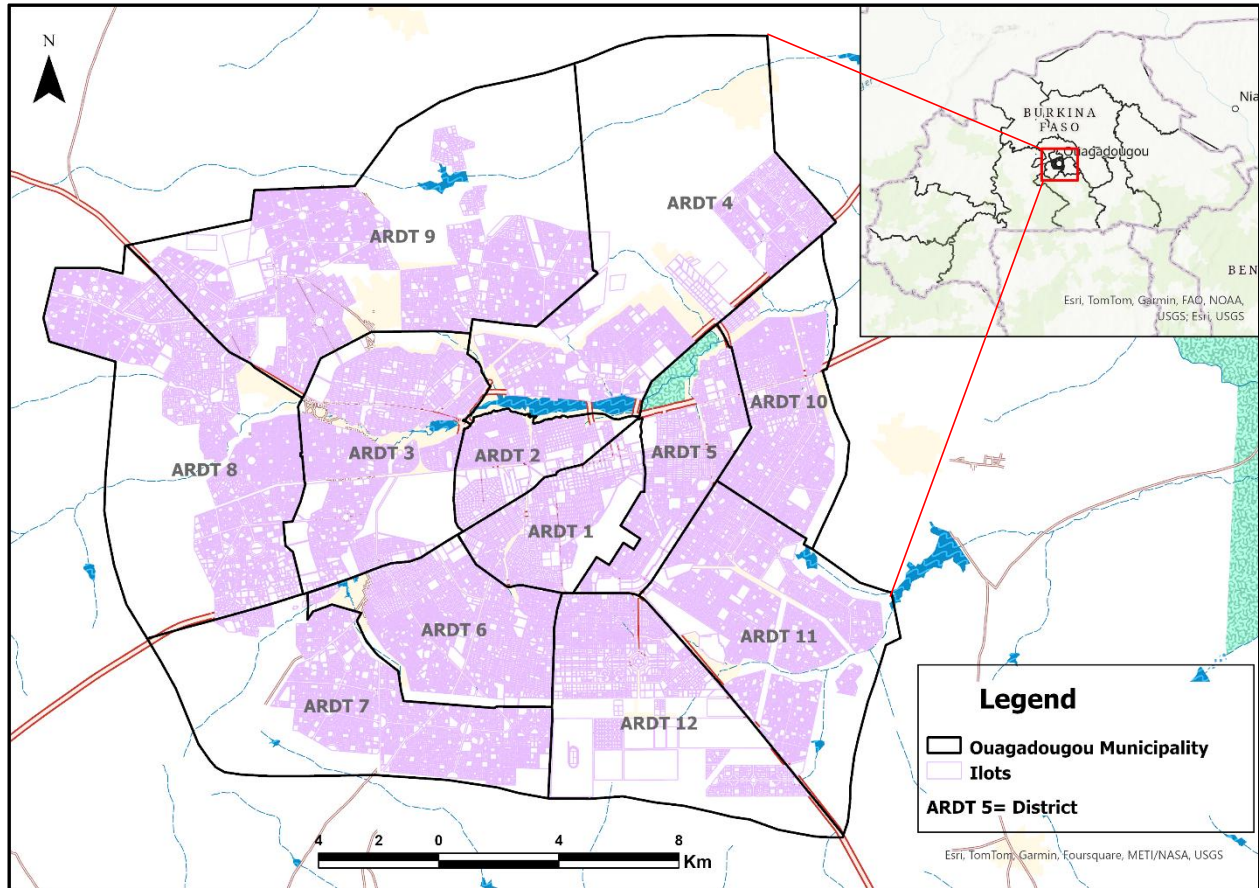 N
BURKINA
FASO
Nia
Ouagadougou
BEN
Esri, TomTom, Garmin, FAO, NOAA,
USGS; Esri, USGS
ARDT 4
ARDT 9
ARDT 10
ARDT 3
ARDT 2
ARDT 5
ARDT 8
ARDT 1
ARDT 6
ARDT 11
ARDT 7
ARDT 12
Legend
Ouagadougou Municipality
Ilots
ARDT 5= District
4 2 0 4 8
Km
Esri, TomTom, Garmin, Foursquare, METI/NASA, USGS